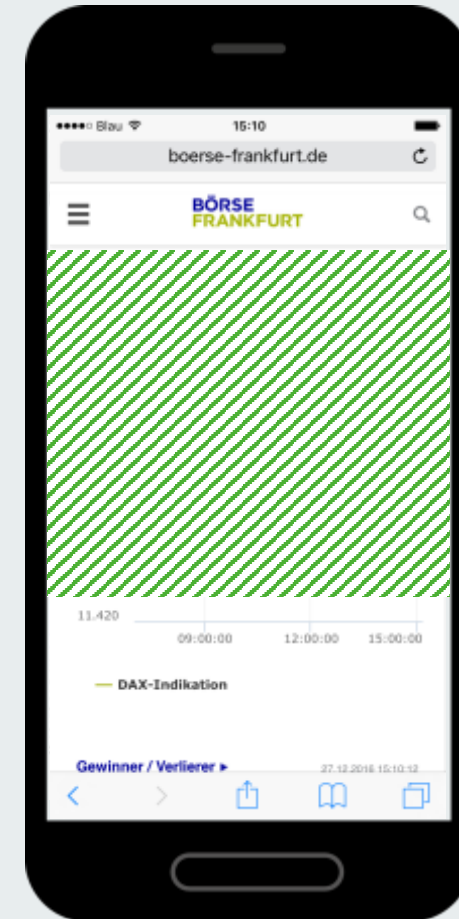 Blau
15:10
boerse-frankfurt.de
BÖRSE
FRANKFURT
11.420
09:00:00 12:00:00 15:00:00
DAX-Indikation
Gewinner / Verlierer ▸ 27.12.2016 15:10:12